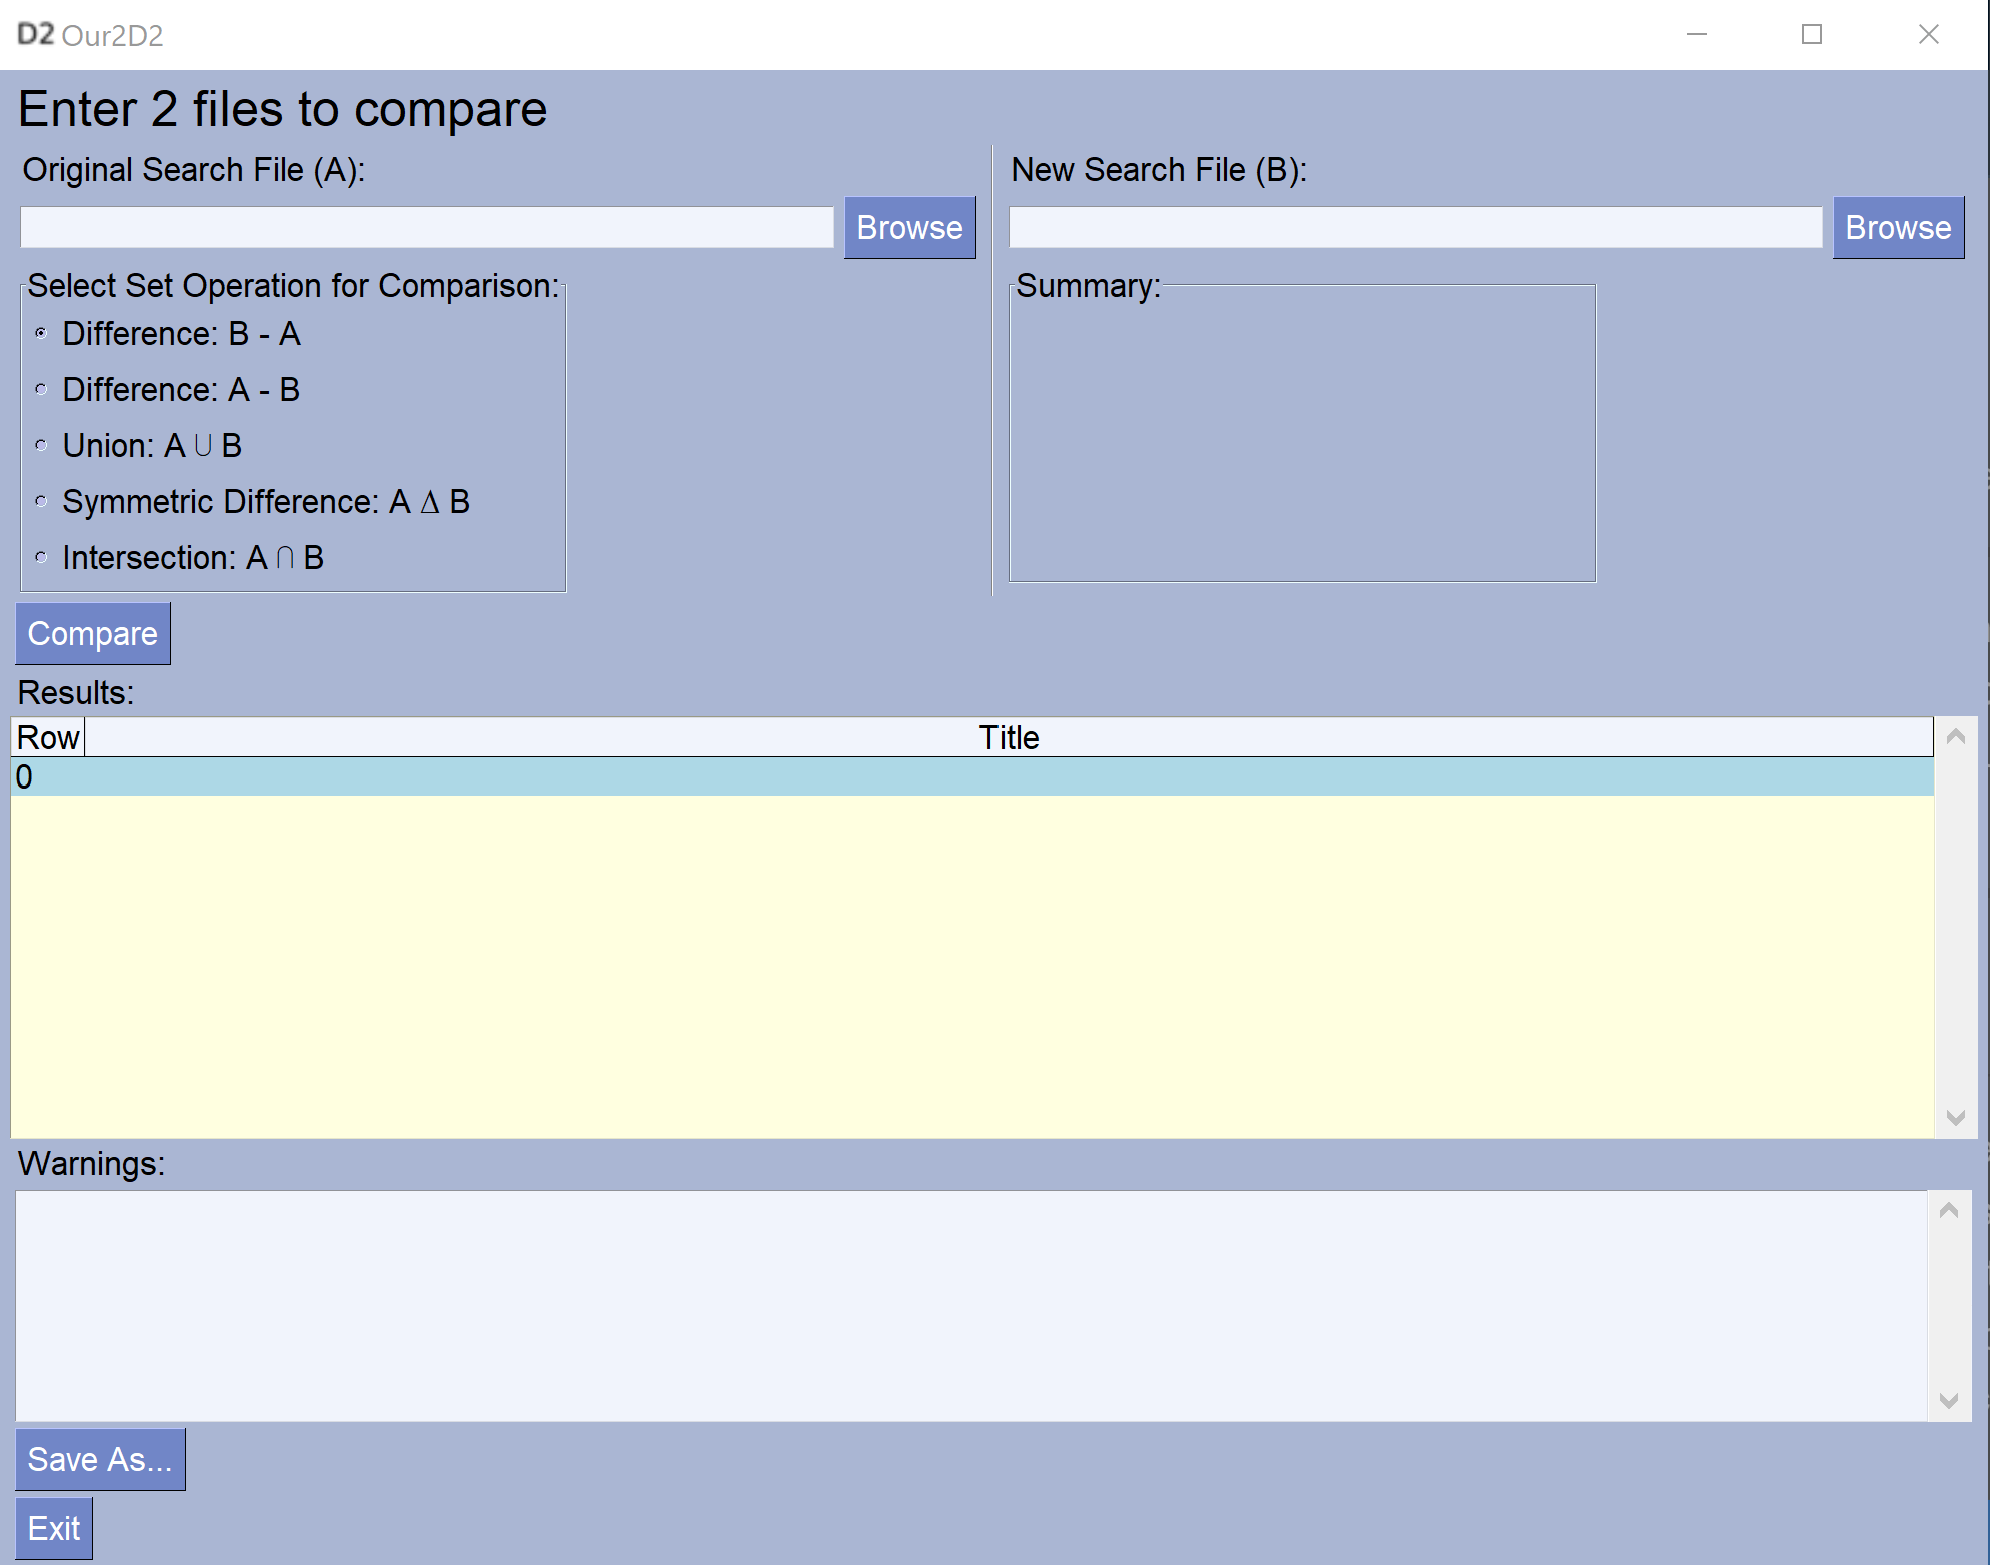 D2 Our2D2
Enter 2 files to compare
Original Search File (A):
Browse
New Search File (B):
Browse
Select Set Operation for Comparison:
Difference: B - A
Difference: A - B
Union: A ∪ B
Symmetric Difference: A Δ B
Intersection: A ∩ B
Summary:
Compare
Results:
Row Title
0
Warnings:
Save As...
Exit